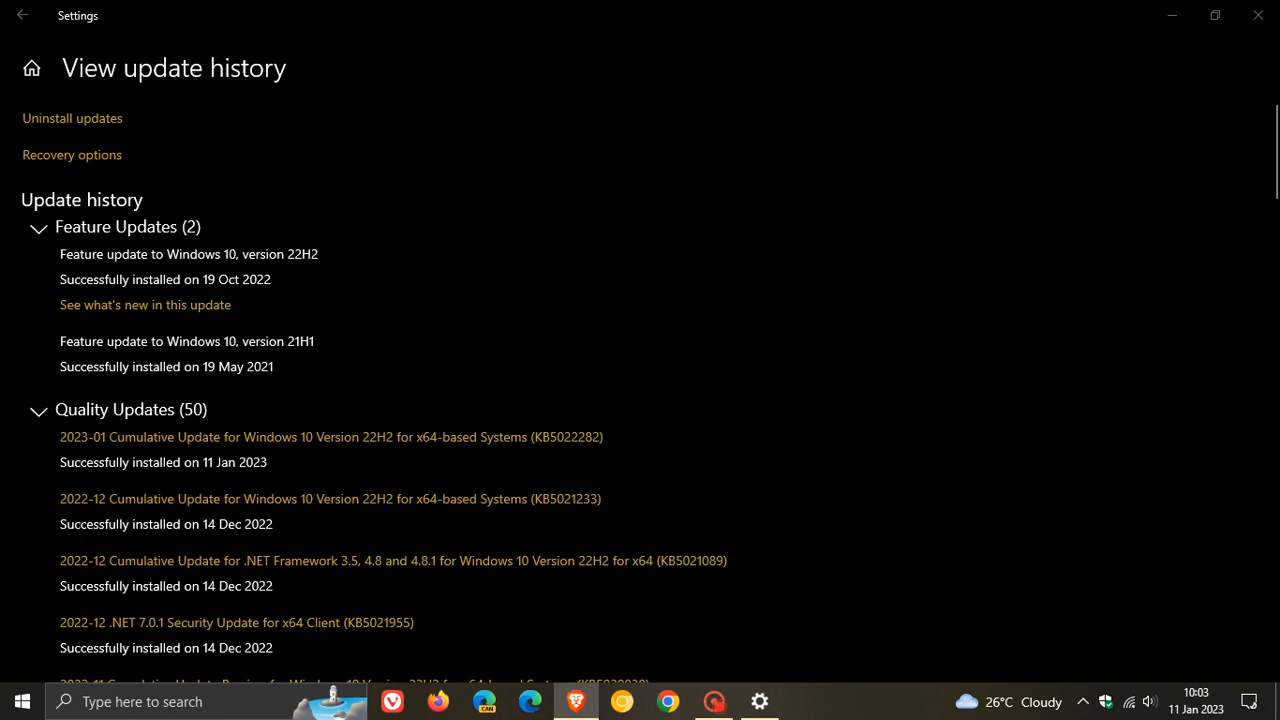 Settings
View update history
Uninstall updates
Recovery options
Update history
Feature Updates (2)
Feature update to Windows 10, version 22H2
Successfully installed on 19 Oct 2022
See what's new in this update
Feature update to Windows 10, version 21H1
Successfully installed on 19 May 2021
Quality Updates (50)
2023-01 Cumulative Update for Windows 10 Version 22H2 for x64-based Systems (KB5022282)
Successfully installed on 11 Jan 2023
2022-12 Cumulative Update for Windows 10 Version 22H2 for x64-based Systems (KB5021233)
Successfully installed on 14 Dec 2022
2022-12 Cumulative Update for .NET Framework 3.5, 4.8 and 4.8.1 for Windows 10 Version 22H2 for x64 (KB5021089)
Successfully installed on 14 Dec 2022
2022-12 .NET 7.0.1 Security Update for x64 Client (KB5021955)
Successfully installed on 14 Dec 2022
Type here to search
CAN
26°C Cloudy
10:03
11 Jan 2023